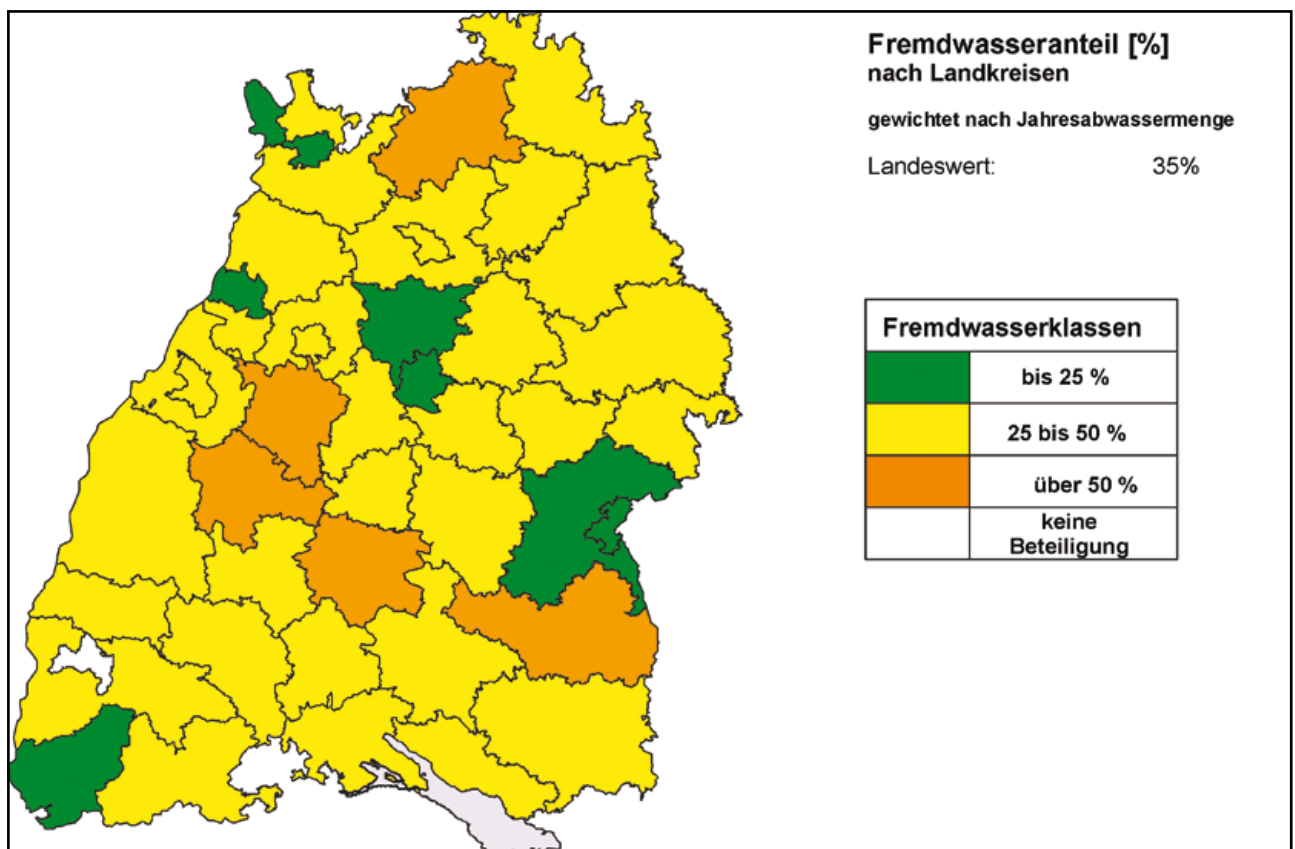 Fremdwasseranteil [%]
nach Landkreisen
gewichtet nach Jahresabwassermenge
Landeswert: 35%
Fremdwasserklassen
bis 25 %
25 bis 50 %
über 50 %
keine
Beteiligung